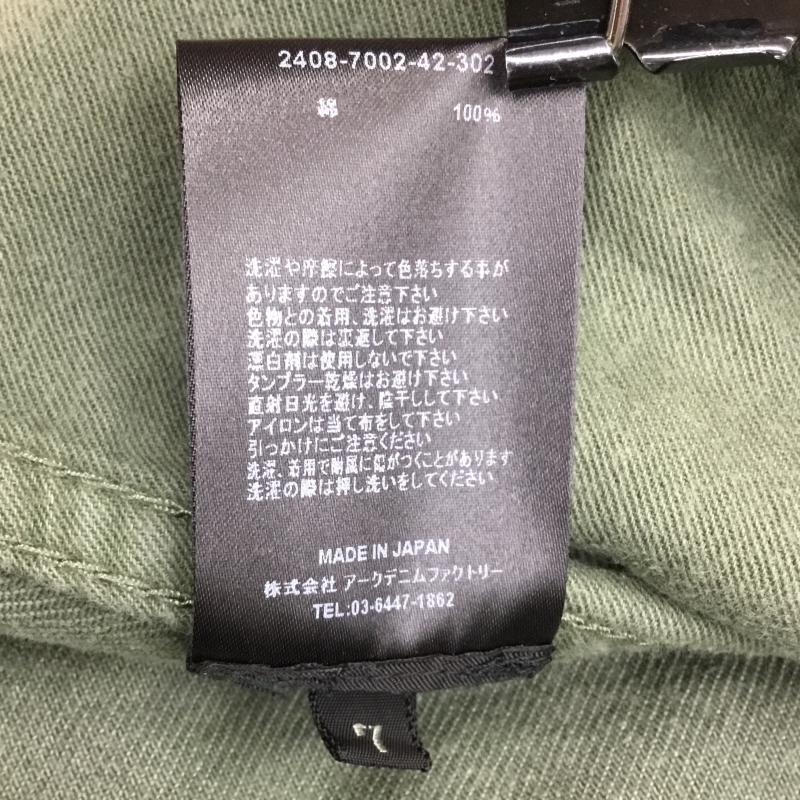 2408-7002-42-302
綿 100%
洗濯や摩擦によって色落ちする事が
ありますのでご注意下さい
色物との着用、洗濯はお避け下さい
洗濯の際は裏返して下さい
漂白剤は使用しないで下さい
タンブラー乾燥はお避け下さい
直射日光を避け、陰干しして下さい
アイロンは当て布をして下さい
引っかけにご注意ください
洗濯、着用で附属に傷がつくことがあります
洗濯の際は押し洗いをしてください
MADE IN JAPAN
株式会社 アークデニムファクトリー
TEL:03-6447-1862